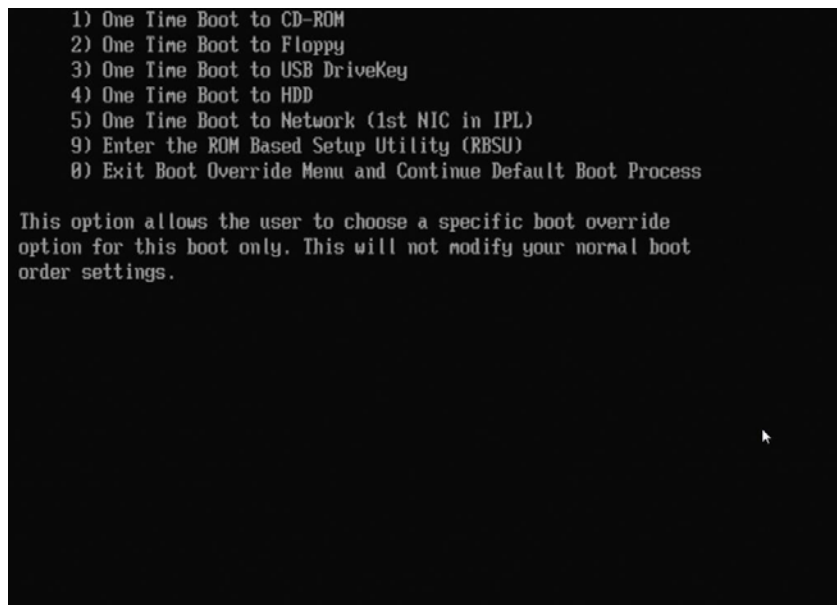 1) One Time Boot to CD-ROM
2) One Time Boot to Floppy
3) One Time Boot to USB DriveKey
4) One Time Boot to HDD
5) One Time Boot to Network (1st NIC in IPL)
9) Enter the ROM Based Setup Utility (RBSU)
0) Exit Boot Override Menu and Continue Default Boot Process
This option allows the user to choose a specific boot override
option for this boot only. This will not modify your normal boot
order settings.